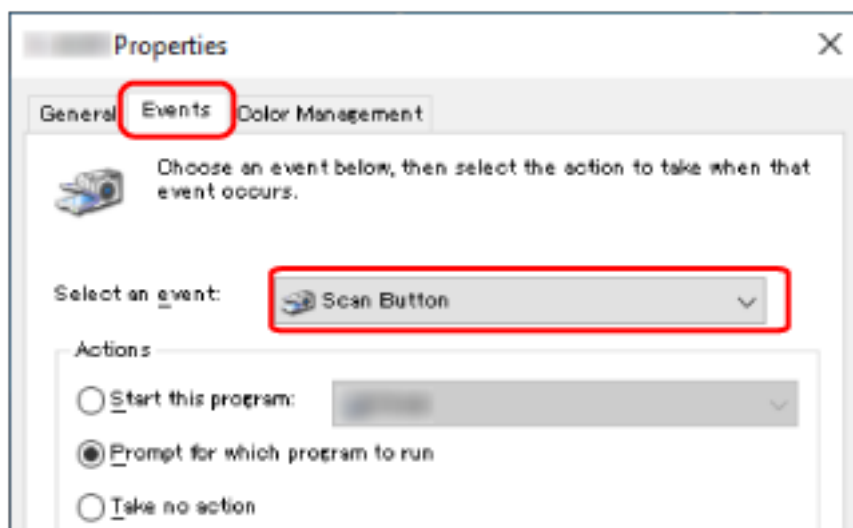 Properties
General Events Color Management
Choose an event below, then select the action to take when that
event occurs.
Select an event: Scan Button
Actions
Start this program:
Prompt for which program to run
Take no action